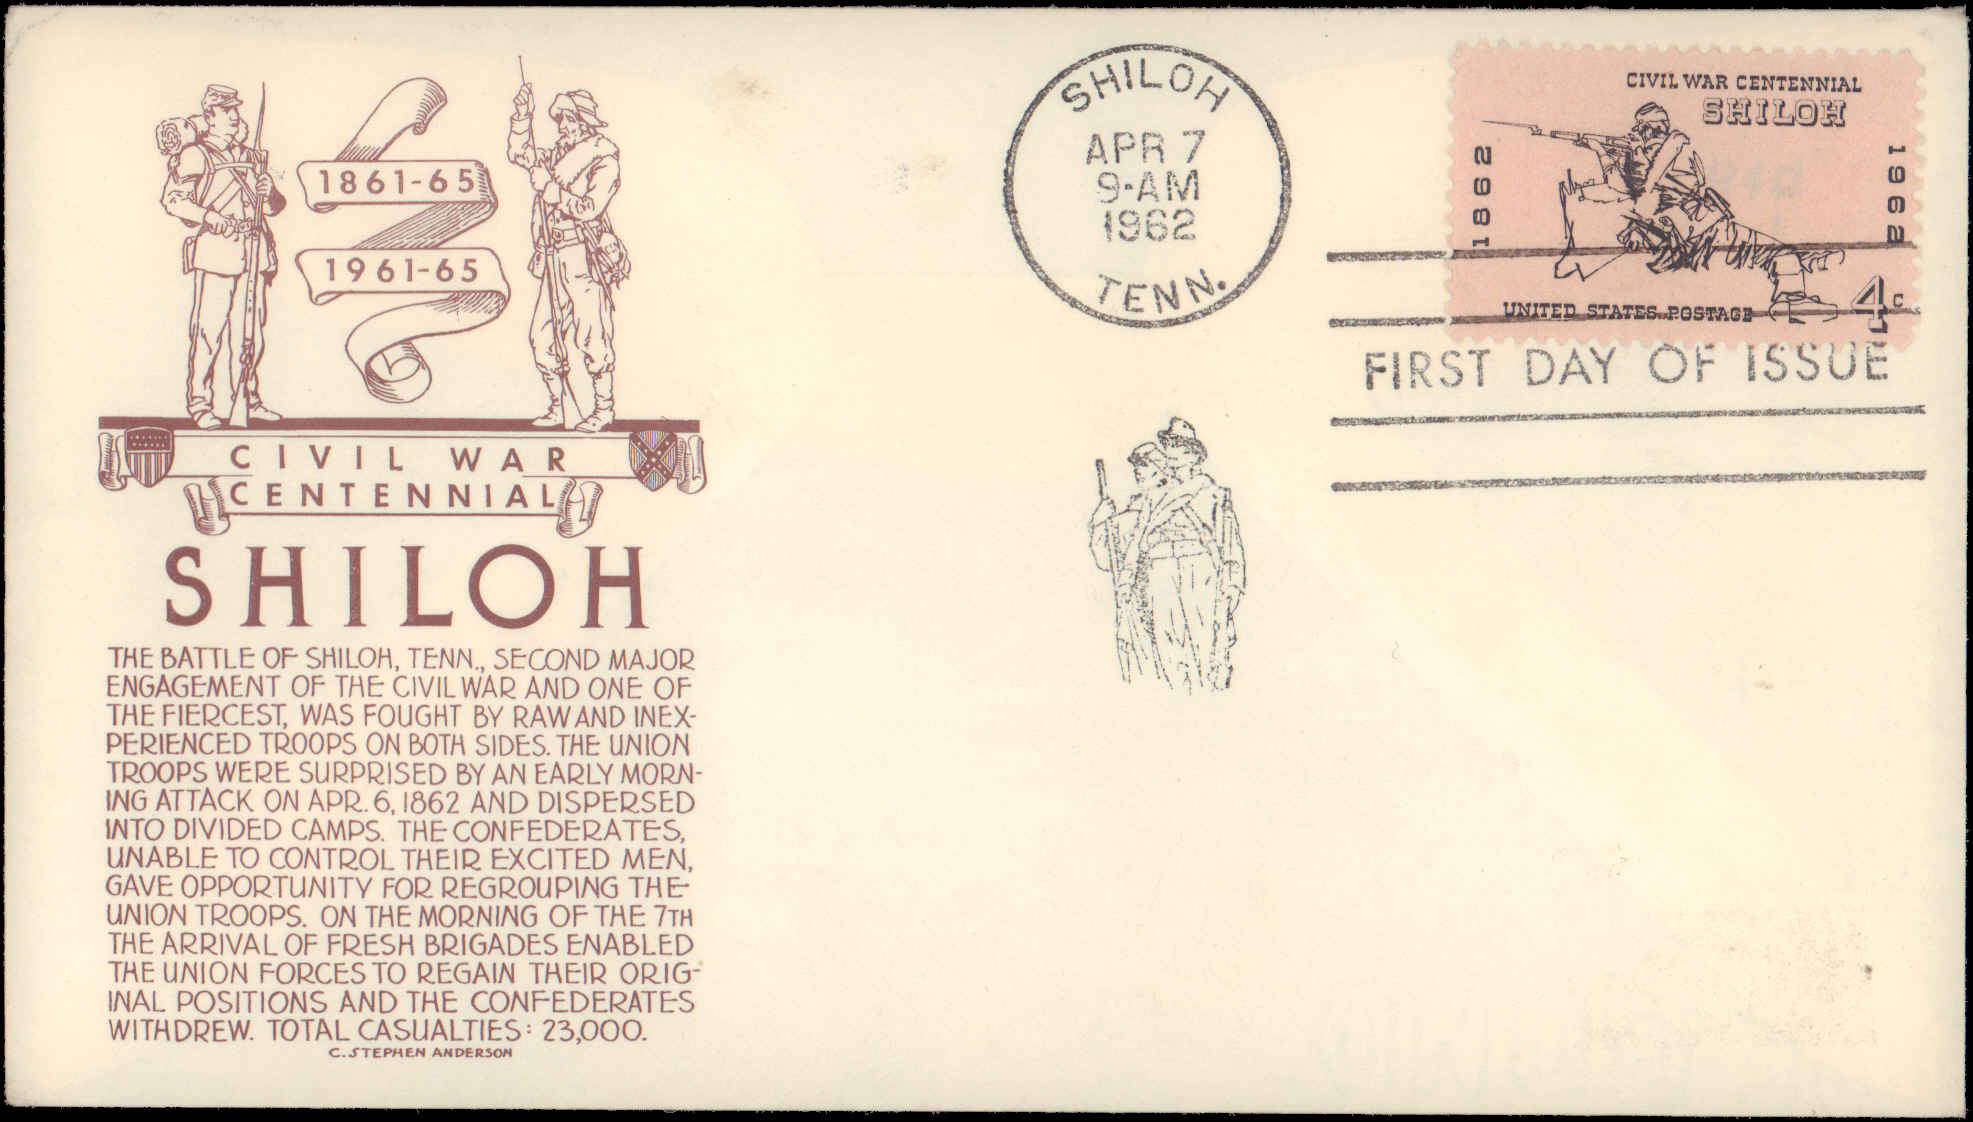 1861-65
1961-65
CIVIL WAR
CENTENNIAL
SHILOH
THE BATTLE OF SHILOH, TENN., SECOND MAJOR
ENGAGEMENT OF THE CIVIL WAR AND ONE OF
THE FIERCEST, WAS FOUGHT BY RAW AND INEX-
PERIENCED TROOPS ON BOTH SIDES. THE UNION
TROOPS WERE SURPRISED BY AN EARLY MORN-
ING ATTACK ON APR. 6, 1862 AND DISPERSED
INTO DIVIDED CAMPS. THE CONFEDERATES,
UNABLE TO CONTROL THEIR EXCITED MEN,
GAVE OPPORTUNITY FOR REGROUPING THE
UNION TROOPS. ON THE MORNING OF THE 7TH
THE ARRIVAL OF FRESH BRIGADES ENABLED
THE UNION FORCES TO REGAIN THEIR ORIG-
INAL POSITIONS AND THE CONFEDERATES
WITHDREW. TOTAL CASUALTIES: 23,000.
C. STEPHEN ANDERSON
SHILOH
APR 7
9-AM
1962
TENN.
CIVIL WAR CENTENNIAL
SHILOH
1862
1962
UNITED STATES POSTAGE
4c
FIRST DAY OF ISSUE